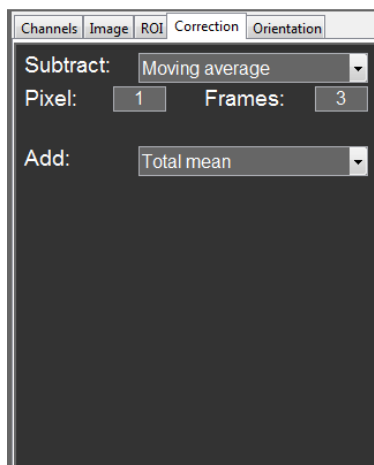 Channels Image ROI Correction Orientation
Subtract: Moving average
Pixel: 1 Frames: 3
Add: Total mean